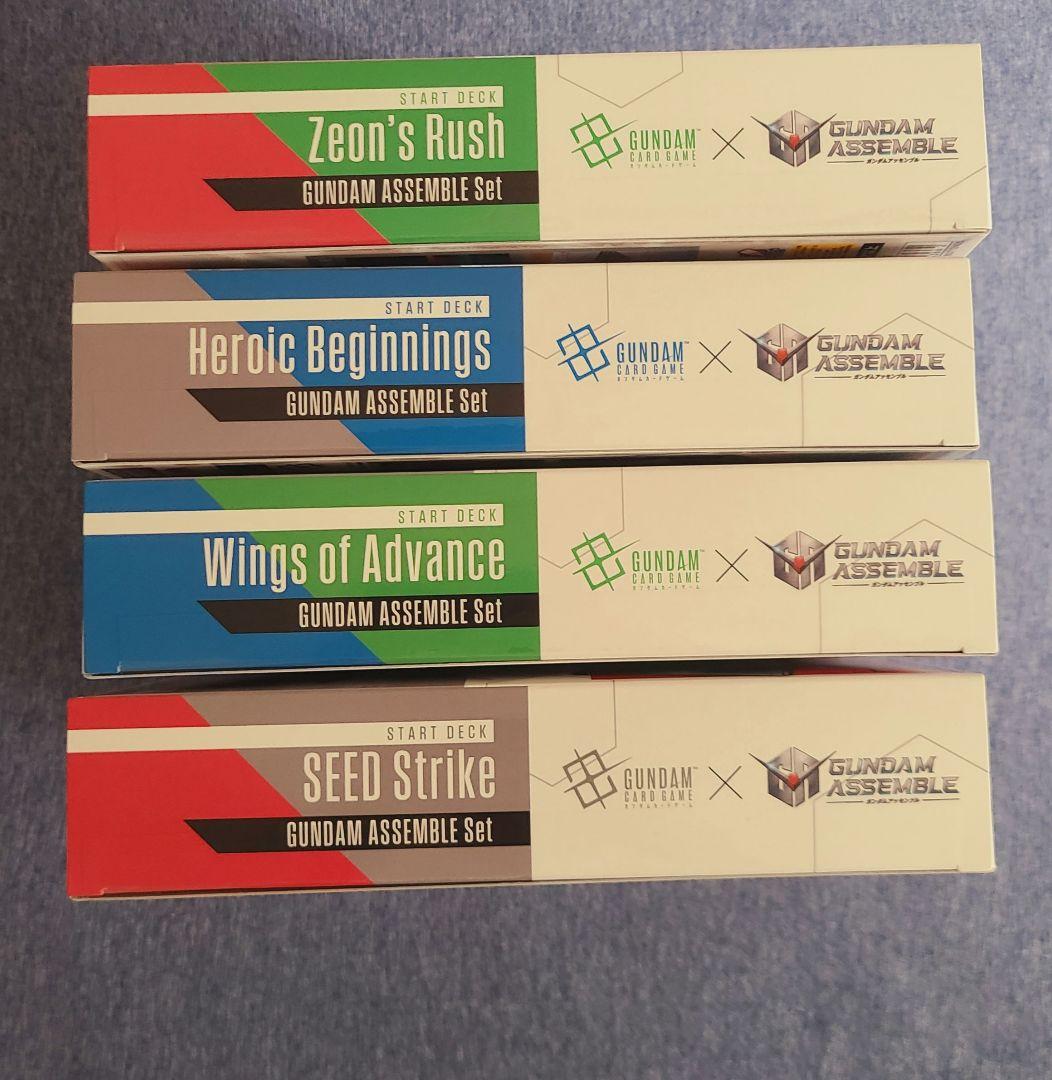 START DECK
Zeon's Rush
GUNDAM ASSEMBLE Set
GUNDAM™
CARD GAME
ガンダムカードゲーム
×
GUNDAM
ASSEMBLE
ガンダムアッセンブル
START DECK
Heroic Beginnings
GUNDAM ASSEMBLE Set
GUNDAM™
CARD GAME
ガンダムカードゲーム
×
GUNDAM
ASSEMBLE
ガンダムアッセンブル
START DECK
Wings of Advance
GUNDAM ASSEMBLE Set
GUNDAM™
CARD GAME
ガンダムカードゲーム
×
GUNDAM
ASSEMBLE
ガンダムアッセンブル
START DECK
SEED Strike
GUNDAM ASSEMBLE Set
GUNDAM™
CARD GAME
ガンダムカードゲーム
×
GUNDAM
ASSEMBLE
ガンダムアッセンブル